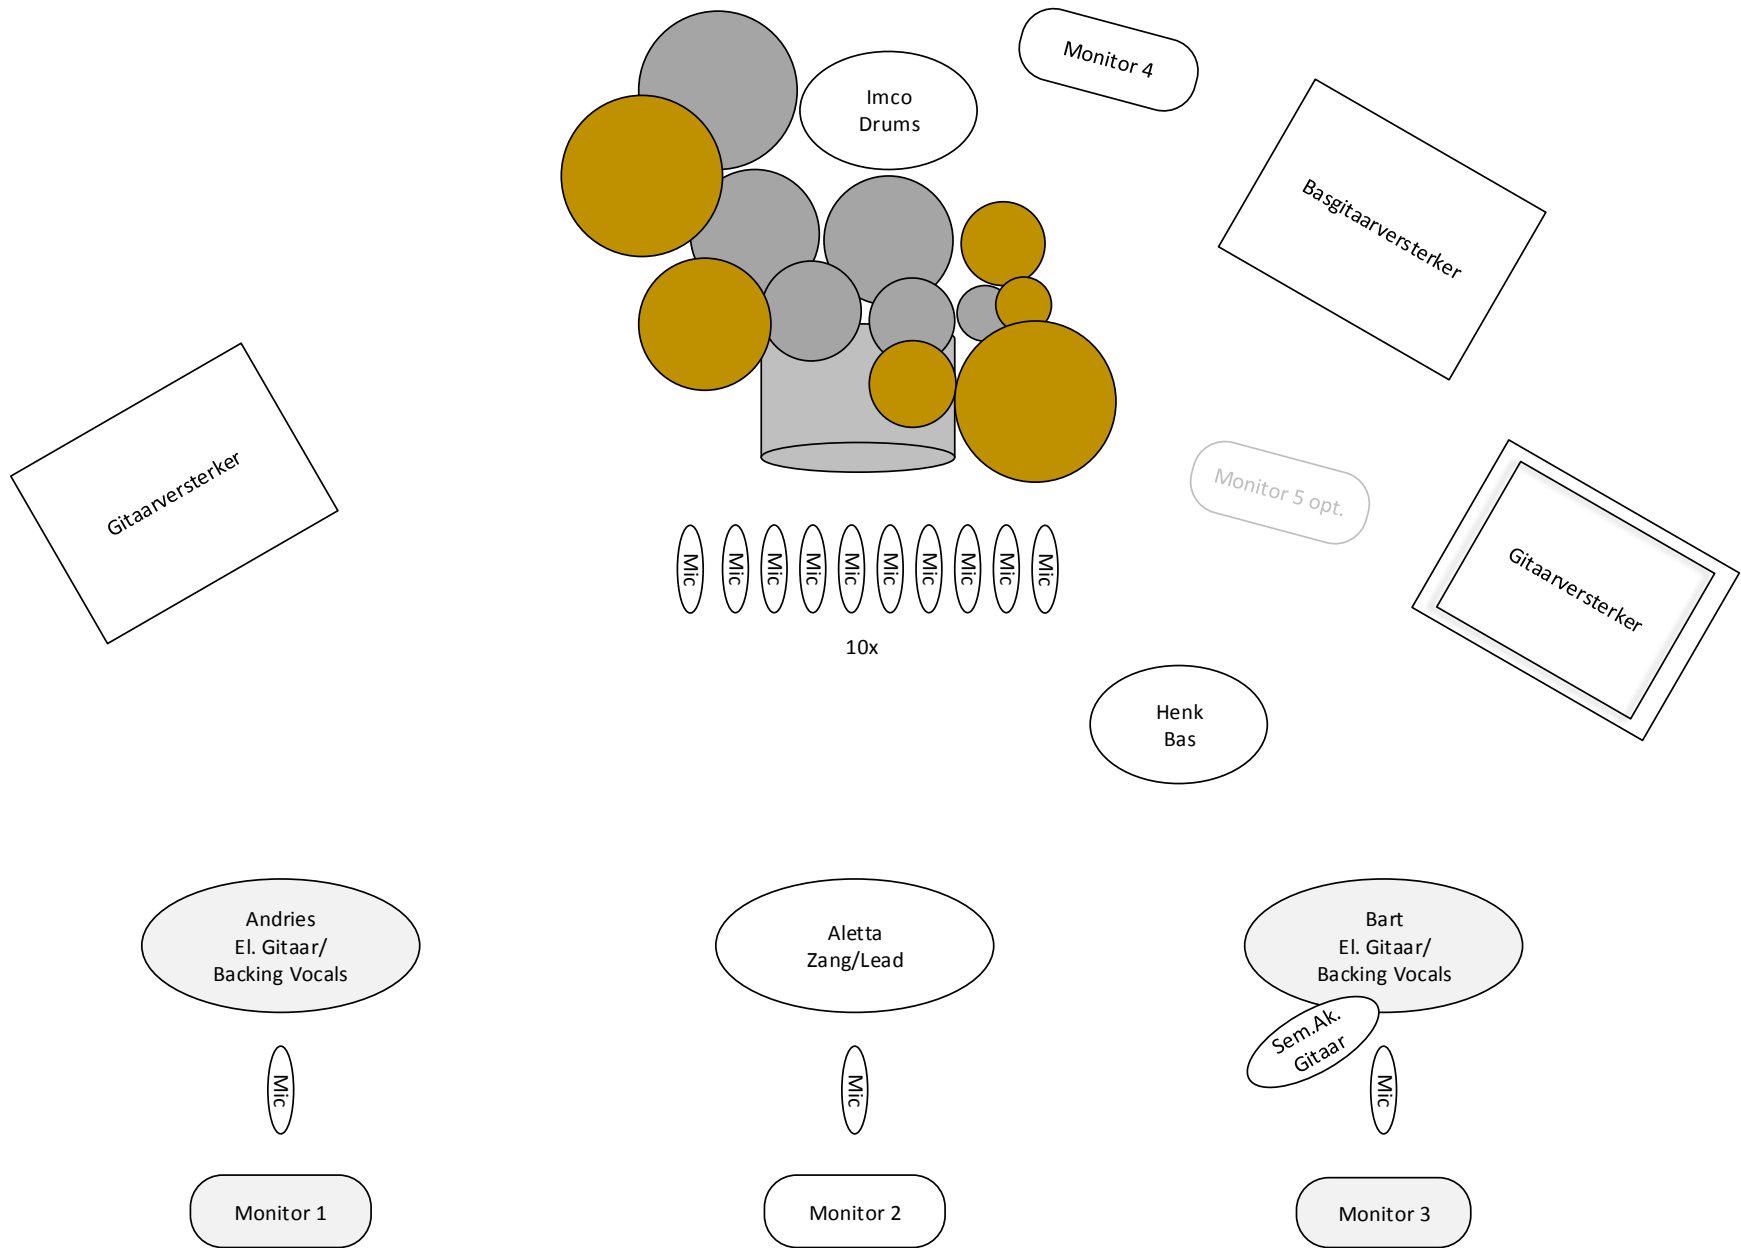 Monitor 4
Imco
Drums
Basgitaarversterker
Gitaarversterker
Monitor 5 opt.
Gitaarversterker
Mic
Mic
Mic
Mic
Mic
Mic
Mic
Mic
Mic
Mic
10x
Henk
Bas
Andries
El. Gitaar/
Backing Vocals
Aletta
Zang/Lead
Bart
El. Gitaar/
Backing Vocals
Sem.Ak.
Gitaar
Mic
Mic
Mic
Monitor 1
Monitor 2
Monitor 3